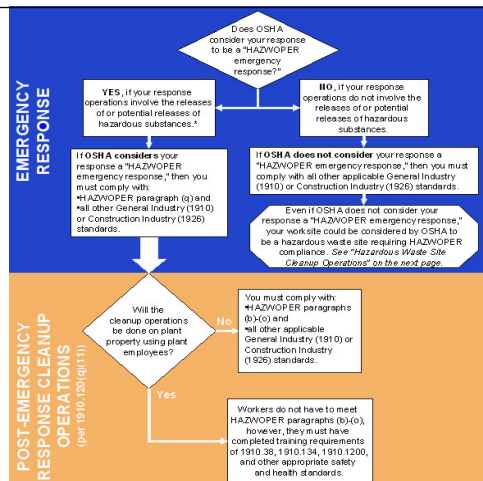 Does OSHA
consider your response
to be a "HAZWOPER
emergency
response?"
EMERGENCY
RESPONSE
YES, if your response
operations involve the releases
of or potential releases of
hazardous substances.*
NO, if your response
operations do not involve the
releases of or potential
releases of hazardous
substances.
If OSHA considers your
response a "HAZWOPER
emergency response," then you
must comply with:
•HAZWOPER paragraph (q) and
•all other General Industry (1910)
or Construction Industry (1926)
standards.
If OSHA does not consider your response a
"HAZWOPER emergency response," then you must
comply with all other applicable General Industry
(1910) or Construction Industry (1926) standards.
Even if OSHA does not consider your
response a "HAZWOPER emergency response,"
your worksite could be considered by OSHA to
be a hazardous waste site requiring HAZWOPER
compliance. See "Hazardous Waste Site
Cleanup Operations" on the next page.
POST-EMERGENCY
RESPONSE CLEANUP
OPERATIONS
(per 1910.120(q)(11))
Will the
cleanup operations
be done on plant
property using plant
employees?
No
You must comply with:
•HAZWOPER paragraphs
(b)-(o) and
•all other applicable
General Industry (1910) or
Construction Industry
(1926) standards.
Yes
Workers do not have to meet
HAZWOPER paragraphs (b)-(o),
however, they must have
completed training requirements
of 1910.38, 1910.134, 1910.1200,
and other appropriate safety
and health standards.